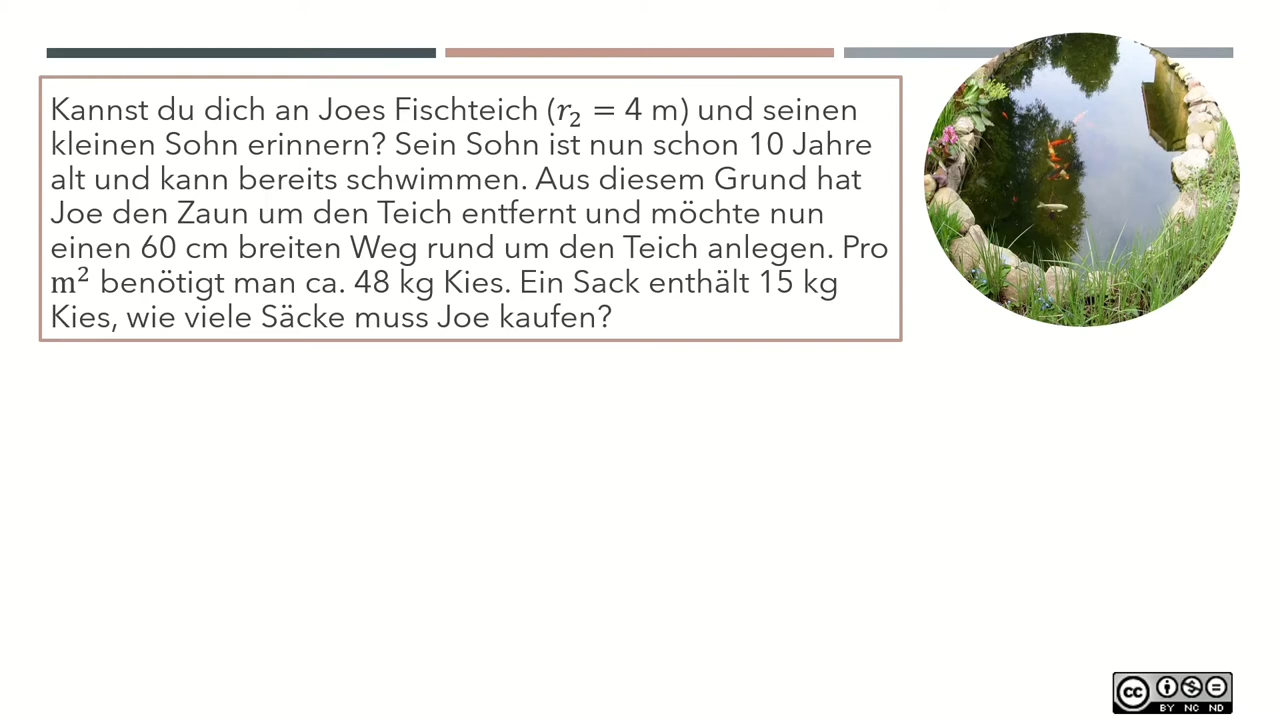 Kannst du dich an Joes Fischteich (r₂ = 4 m) und seinen
kleinen Sohn erinnern? Sein Sohn ist nun schon 10 Jahre
alt und kann bereits schwimmen. Aus diesem Grund hat
Joe den Zaun um den Teich entfernt und möchte nun
einen 60 cm breiten Weg rund um den Teich anlegen. Pro
m² benötigt man ca. 48 kg Kies. Ein Sack enthält 15 kg
Kies, wie viele Säcke muss Joe kaufen?
cc
BY NC ND